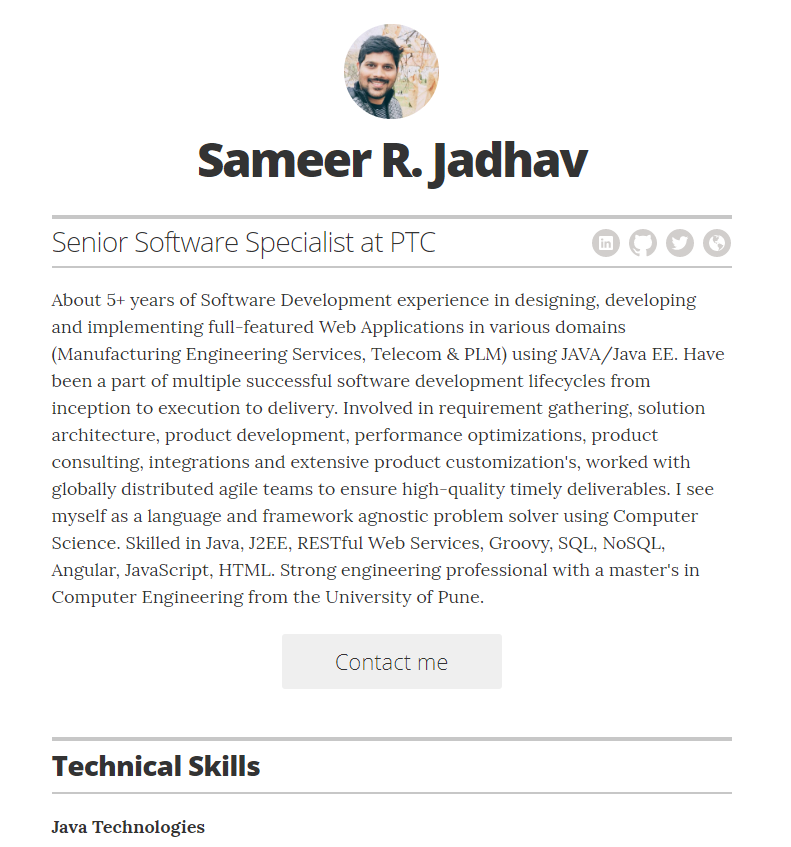 Sameer R. Jadhav
Senior Software Specialist at PTC
About 5+ years of Software Development experience in designing, developing
and implementing full-featured Web Applications in various domains
(Manufacturing Engineering Services, Telecom & PLM) using JAVA/Java EE. Have
been a part of multiple successful software development lifecycles from
inception to execution to delivery. Involved in requirement gathering, solution
architecture, product development, performance optimizations, product
consulting, integrations and extensive product customization's, worked with
globally distributed agile teams to ensure high-quality timely deliverables. I see
myself as a language and framework agnostic problem solver using Computer
Science. Skilled in Java, J2EE, RESTful Web Services, Groovy, SQL, NoSQL,
Angular, JavaScript, HTML. Strong engineering professional with a master's in
Computer Engineering from the University of Pune.
Contact me
Technical Skills
Java Technologies